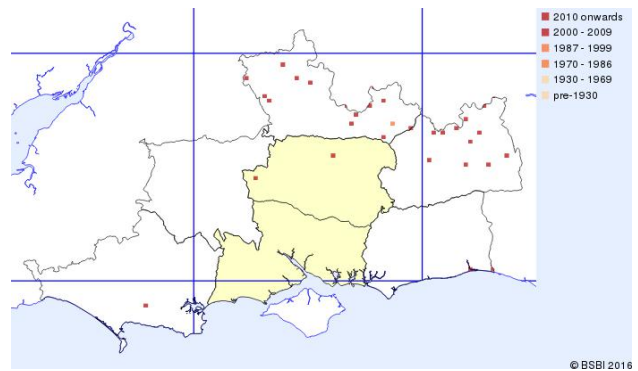 2010 onwards
2000 - 2009
1987 - 1999
1970 - 1986
1930 - 1969
pre-1930
© BSBI 2016